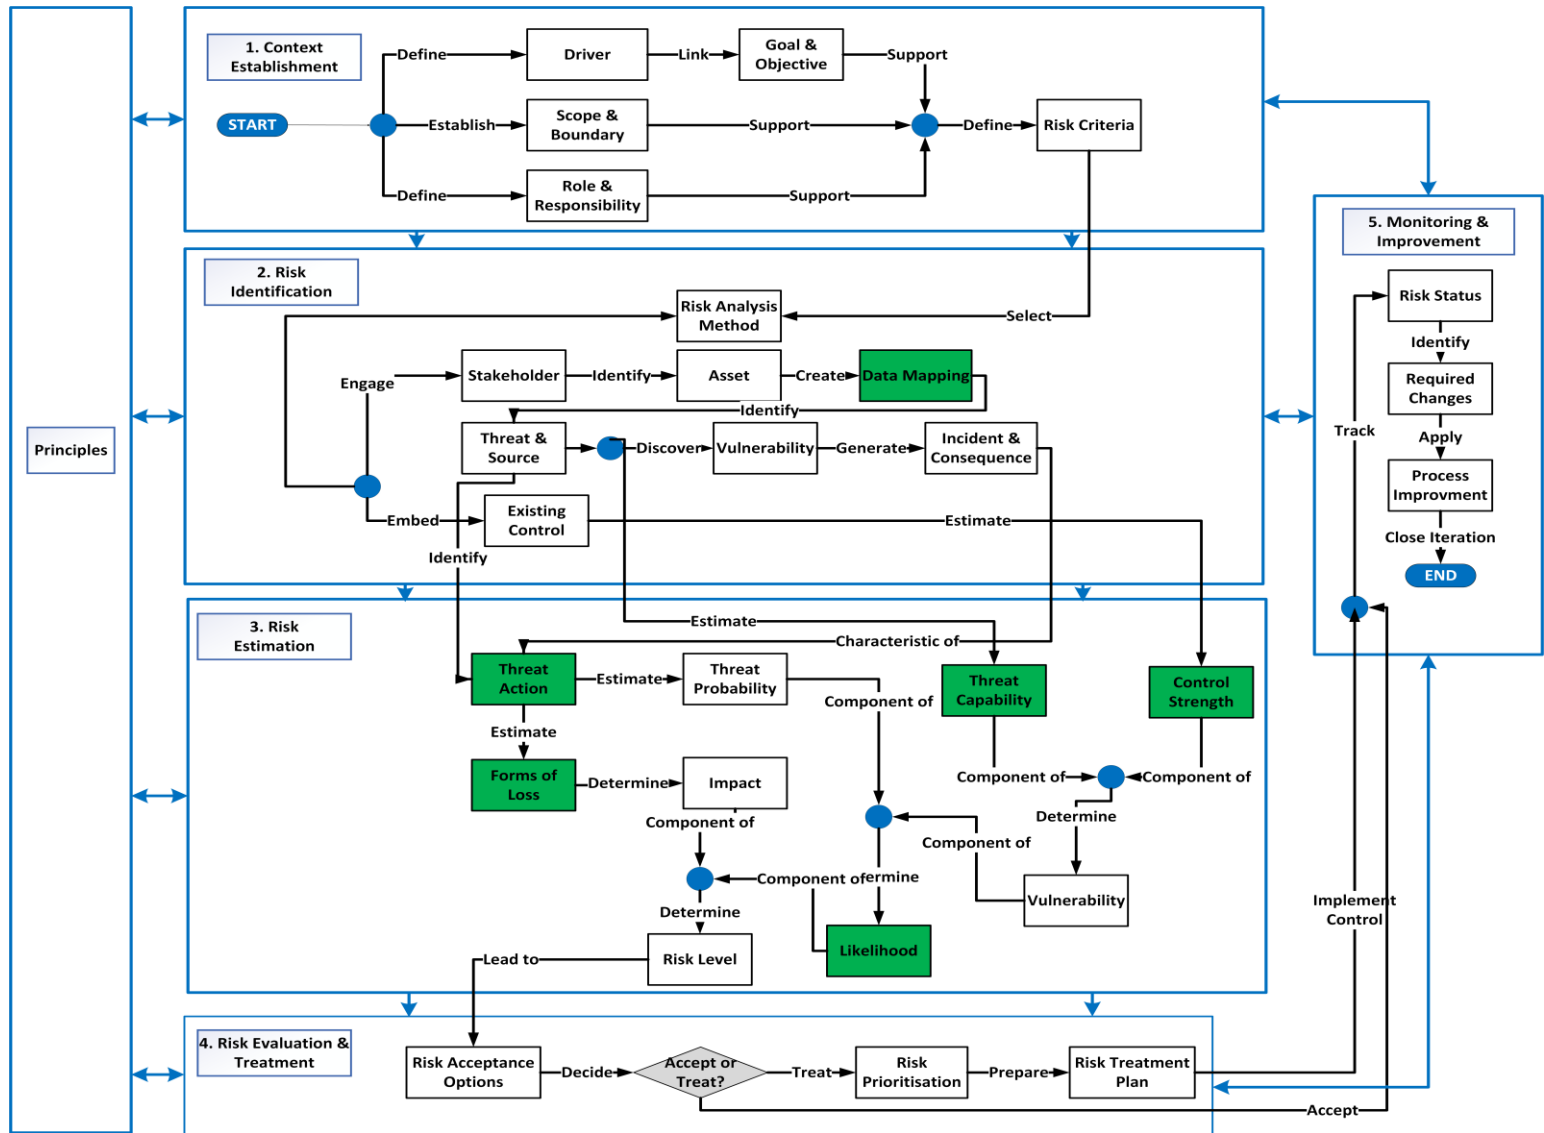 1. Context
Establishment
START
Define
Driver
Link
Goal &
Objective
Support
Establish
Scope &
Boundary
Support
Define
Risk Criteria
Define
Role &
Responsibility
Support
2. Risk
Identification
Risk Analysis
Method
Select
Engage
Stakeholder
Identify
Asset
Create
Data Mapping
Identify
Threat &
Source
Discover
Vulnerability
Generate
Incident &
Consequence
Embed
Existing
Control
Estimate
Identify
Principles
3. Risk
Estimation
Estimate
Characteristic of
Threat
Action
Estimate
Threat
Probability
Component of
Threat
Capability
Control
Strength
Estimate
Forms of
Loss
Determine
Impact
Component of
Component of
Component of
Determine
Component of
Component of
ermine
Vulnerability
Determine
Likelihood
Risk Level
Lead to
4. Risk Evaluation &
Treatment
Risk Acceptance
Options
Decide
Accept or
Treat?
Treat
Risk
Prioritisation
Prepare
Risk Treatment
Plan
Accept
Implement
Control
5. Monitoring &
Improvement
Risk Status
Identify
Required
Changes
Apply
Process
Improvment
Close Iteration
END
Track